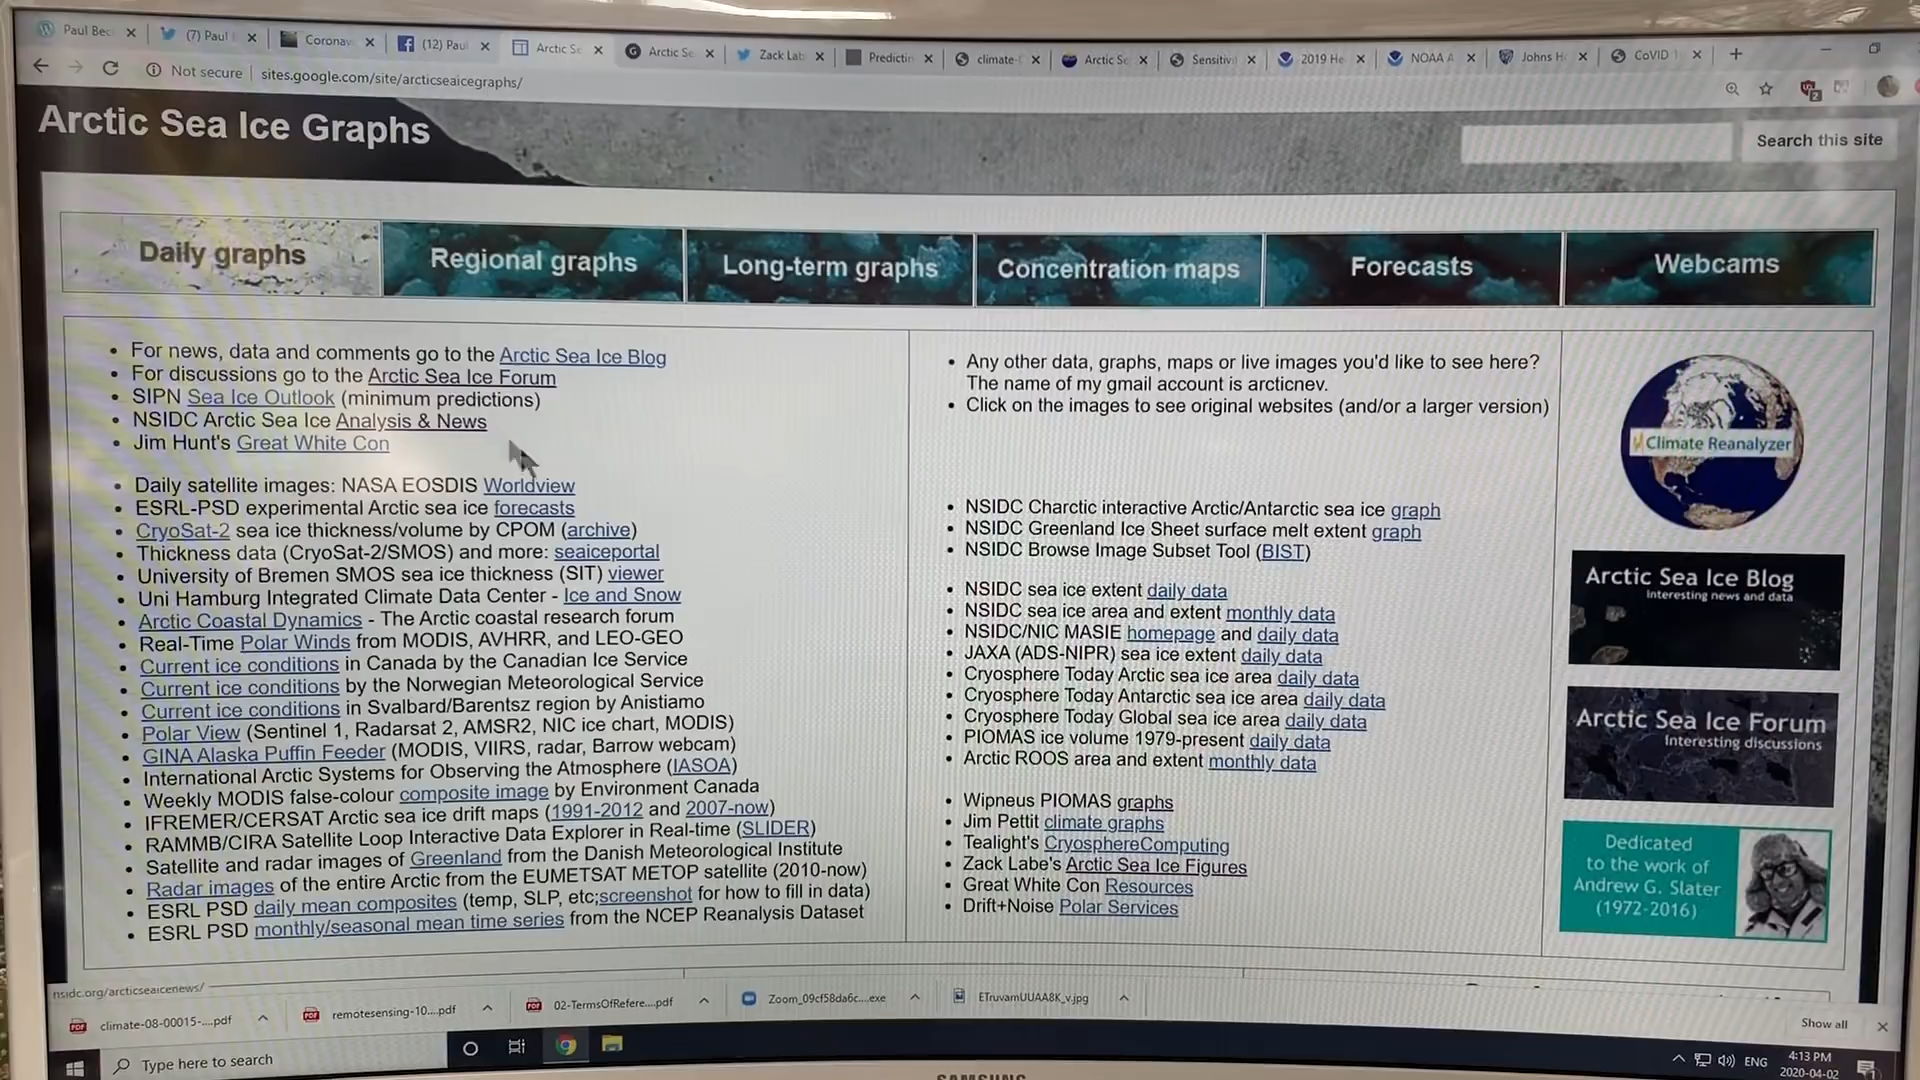 Paul Bec
(7) Paul
Coronav
(12) Paul
Arctic Se
Arctic Se
Zack Lab
Predictin
climate-
Arctic Se
Sensitivi
2019 He
NOAA A
Johns H
CoVID 1
Not secure
sites.google.com/site/arcticseaicegraphs/
2
Arctic Sea Ice Graphs
Search this site
Daily graphs
Regional graphs
Long-term graphs
Concentration maps
Forecasts
Webcams
For news, data and comments go to the Arctic Sea Ice Blog
For discussions go to the Arctic Sea Ice Forum
SIPN Sea Ice Outlook (minimum predictions)
NSIDC Arctic Sea Ice Analysis & News
Jim Hunt's Great White Con
Daily satellite images: NASA EOSDIS Worldview
ESRL-PSD experimental Arctic sea ice forecasts
CryoSat-2 sea ice thickness/volume by CPOM (archive)
Thickness data (CryoSat-2/SMOS) and more: seaiceportal
University of Bremen SMOS sea ice thickness (SIT) viewer
Uni Hamburg Integrated Climate Data Center - Ice and Snow
Arctic Coastal Dynamics - The Arctic coastal research forum
Real-Time Polar Winds from MODIS, AVHRR, and LEO-GEO
Current ice conditions in Canada by the Canadian Ice Service
Current ice conditions by the Norwegian Meteorological Service
Current ice conditions in Svalbard/Barentsz region by Anistiamo
Polar View (Sentinel 1, Radarsat 2, AMSR2, NIC ice chart, MODIS)
GINA Alaska Puffin Feeder (MODIS, VIIRS, radar, Barrow webcam)
International Arctic Systems for Observing the Atmosphere (IASOA)
Weekly MODIS false-colour composite image by Environment Canada
IFREMER/CERSAT Arctic sea ice drift maps (1991-2012 and 2007-now)
RAMMB/CIRA Satellite Loop Interactive Data Explorer in Real-time (SLIDER)
Satellite and radar images of Greenland from the Danish Meteorological Institute
Radar images of the entire Arctic from the EUMETSAT METOP satellite (2010-now)
ESRL PSD daily mean composites (temp, SLP, etc;screenshot for how to fill in data)
ESRL PSD monthly/seasonal mean time series from the NCEP Reanalysis Dataset
Any other data, graphs, maps or live images you'd like to see here?
The name of my gmail account is arcticnev.
Click on the images to see original websites (and/or a larger version)
NSIDC Charctic interactive Arctic/Antarctic sea ice graph
NSIDC Greenland Ice Sheet surface melt extent graph
NSIDC Browse Image Subset Tool (BIST)
NSIDC sea ice extent daily data
NSIDC sea ice area and extent monthly data
NSIDC/NIC MASIE homepage and daily data
JAXA (ADS-NIPR) sea ice extent daily data
Cryosphere Today Arctic sea ice area daily data
Cryosphere Today Antarctic sea ice area daily data
Cryosphere Today Global sea ice area daily data
PIOMAS ice volume 1979-present daily data
Arctic ROOS area and extent monthly data
Wipneus PIOMAS graphs
Jim Pettit climate graphs
Tealight's CryosphereComputing
Zack Labe's Arctic Sea Ice Figures
Great White Con Resources
Drift+Noise Polar Services
Climate Reanalyzer
Arctic Sea Ice Blog
Interesting news and data
Arctic Sea Ice Forum
Interesting discussions
Dedicated
to the work of
Andrew G. Slater
(1972-2016)
nsidc.org/arcticseaicenews/
climate-08-00015-....pdf
remotesensing-10....pdf
02-TermsOfRefere....pdf
Zoom_09cf58da6c....exe
ETruvamUUAA8K_v.jpg
Show all
Type here to search
ENG
4:13 PM
2020-04-02
SAMSUNG